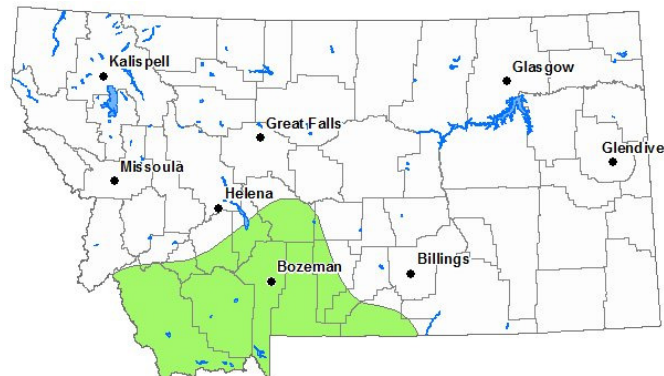 Kalispell
Glasgow
Great Falls
Glendive
Missoula
Helena
Billings
Bozeman